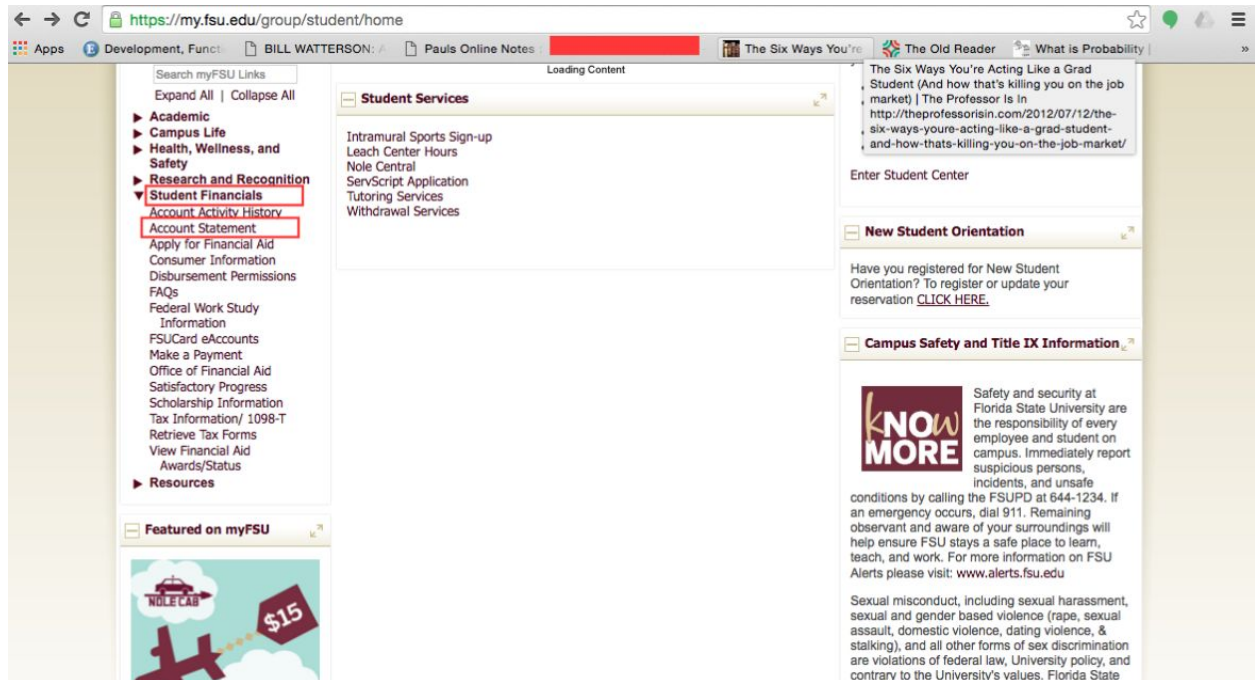 https://my.fsu.edu/group/student/home
Apps
Development, Funct
BILL WATTERSON: A
Pauls Online Notes :
The Six Ways You're
The Old Reader
What is Probability |
»
Search myFSU Links
Expand All | Collapse All
Academic
Campus Life
Health, Wellness, and
Safety
Research and Recognition
Student Financials
Account Activity History
Account Statement
Apply for Financial Aid
Consumer Information
Disbursement Permissions
FAQs
Federal Work Study
Information
FSUCard eAccounts
Make a Payment
Office of Financial Aid
Satisfactory Progress
Scholarship Information
Tax Information/ 1098-T
Retrieve Tax Forms
View Financial Aid
Awards/Status
Resources
Featured on myFSU
NOLE CAB
$15
Loading Content
Student Services
Intramural Sports Sign-up
Leach Center Hours
Nole Central
ServScript Application
Tutoring Services
Withdrawal Services
The Six Ways You're Acting Like a Grad
Student (And how that's killing you on the job
market) | The Professor Is In
http://theprofessorisin.com/2012/07/12/the-
six-ways-youre-acting-like-a-grad-student-
and-how-thats-killing-you-on-the-job-market/
Enter Student Center
New Student Orientation
Have you registered for New Student
Orientation? To register or update your
reservation CLICK HERE.
Campus Safety and Title IX Information
kNOw
MORE
Safety and security at
Florida State University are
the responsibility of every
employee and student on
campus. Immediately report
suspicious persons,
incidents, and unsafe
conditions by calling the FSUPD at 644-1234. If
an emergency occurs, dial 911. Remaining
observant and aware of your surroundings will
help ensure FSU stays a safe place to learn,
teach, and work. For more information on FSU
Alerts please visit: www.alerts.fsu.edu
Sexual misconduct, including sexual harassment,
sexual and gender based violence (rape, sexual
assault, domestic violence, dating violence, &
stalking), and all other forms of sex discrimination
are violations of federal law, University policy, and
contrary to the University's values. Florida State